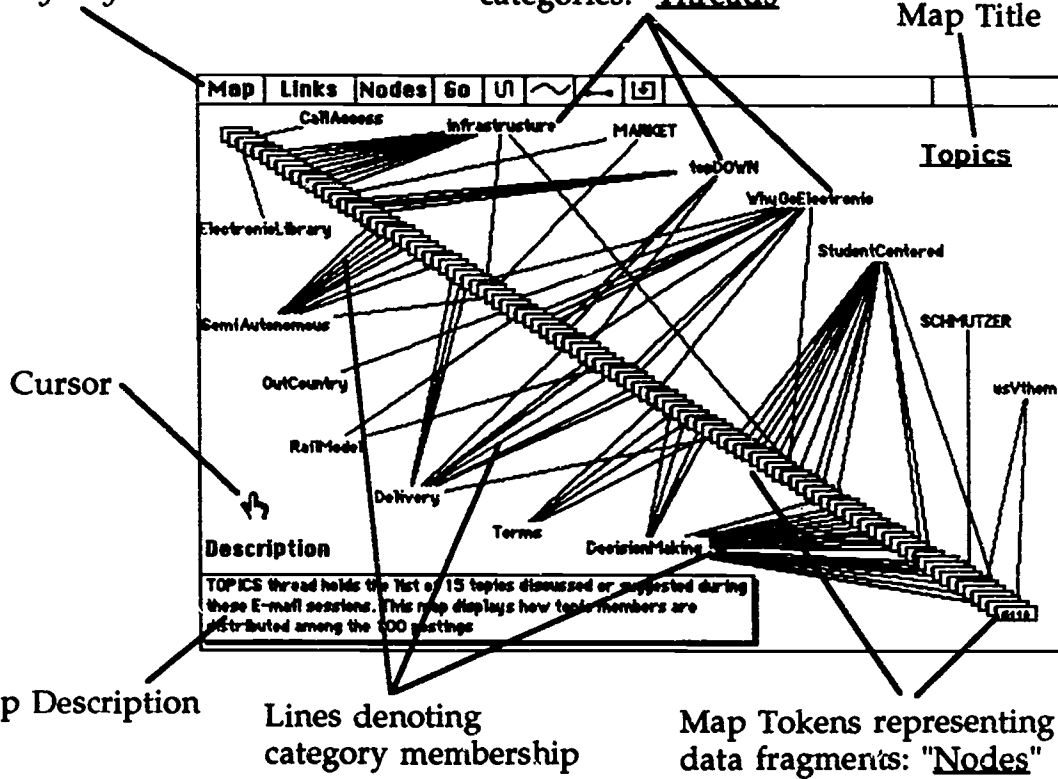 categories: "Threads"
Map Title
Map Links Nodes Go
CallAccess
Infrastructure
MARKET
topDOWN
Topics
WhyGoElectronic
ElectronicLibrary
StudentCentered
SemiAutonomous
SCHMUTZER
Cursor
OutCountry
usVthem
RailModel
Delivery
Terms
DecisionMaking
Description
TOPICS thread holds the list of 15 topics discussed or suggested during
these E-mail sessions. This map displays how topic members are
distributed among the 100 postings
p Description
Lines denoting
category membership
Map Tokens representing
data fragments: "Nodes"